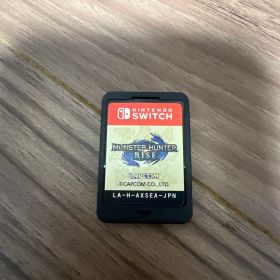 NINTENDO
SWITCH
MONSTER HUNTER
RISE
CAPCOM
©CAPCOM CO., LTD.
LA-H-AXSEA-JPN